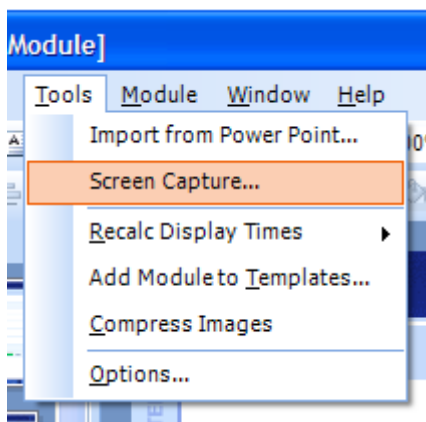 Module]
Tools Module Window Help
Import from Power Point...
Screen Capture...
Recalc Display Times
Add Module to Templates...
Compress Images
Options...